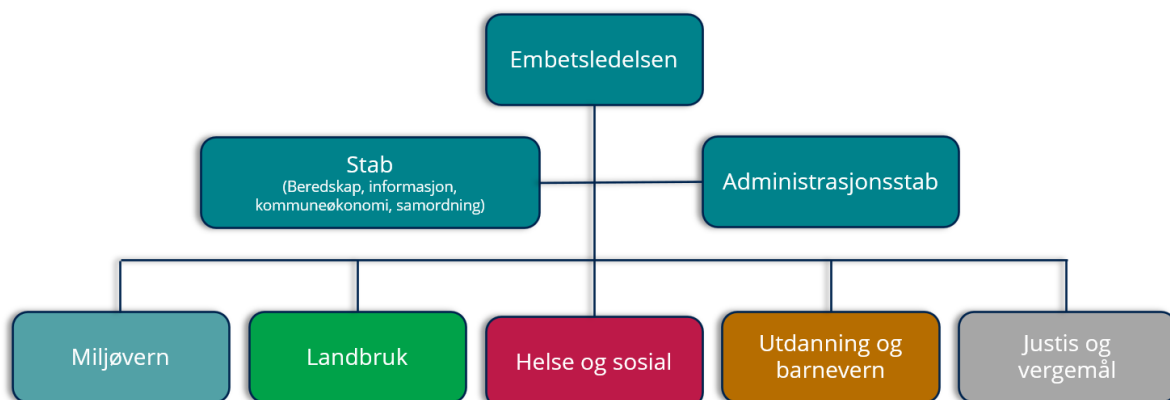 Embetsledelsen
Stab
(Beredskap, informasjon,
kommuneøkonomi, samordning)
Administrasjonsstab
Miljøvern
Landbruk
Helse og sosial
Utdanning og
barnevern
Justis og
vergemål